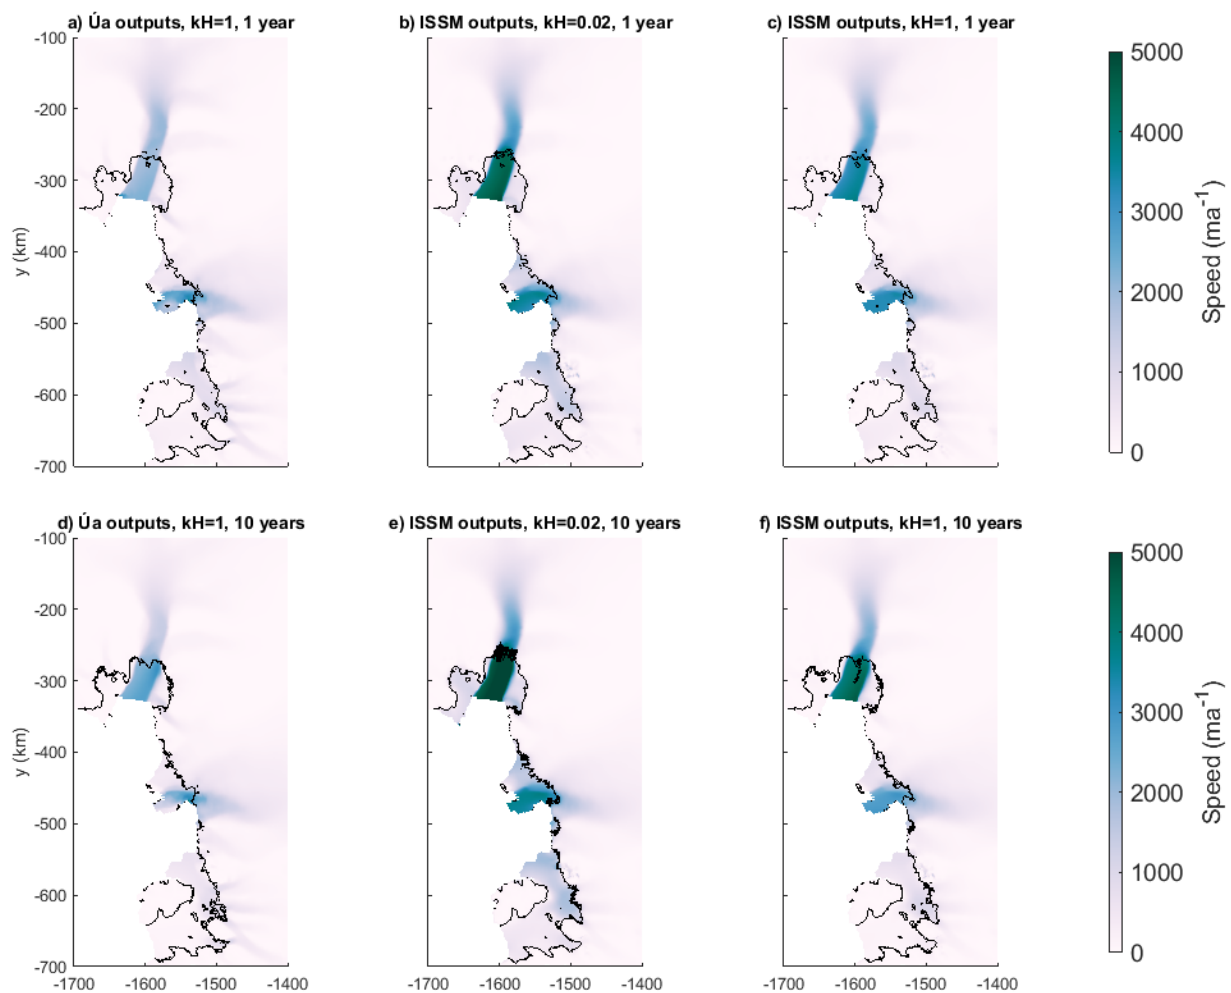 a) Úa outputs, kH=1, 1 year
b) ISSM outputs, kH=0.02, 1 year
c) ISSM outputs, kH=1, 1 year
-100
-200
-300
-400
-500
-600
-700
y (km)
5000
4000
3000
2000
1000
0
Speed (ma⁻¹)
d) Úa outputs, kH=1, 10 years
e) ISSM outputs, kH=0.02, 10 years
f) ISSM outputs, kH=1, 10 years
-100
-200
-300
-400
-500
-600
-700
y (km)
-1700 -1600 -1500 -1400
-1700 -1600 -1500 -1400
-1700 -1600 -1500 -1400
5000
4000
3000
2000
1000
0
Speed (ma⁻¹)